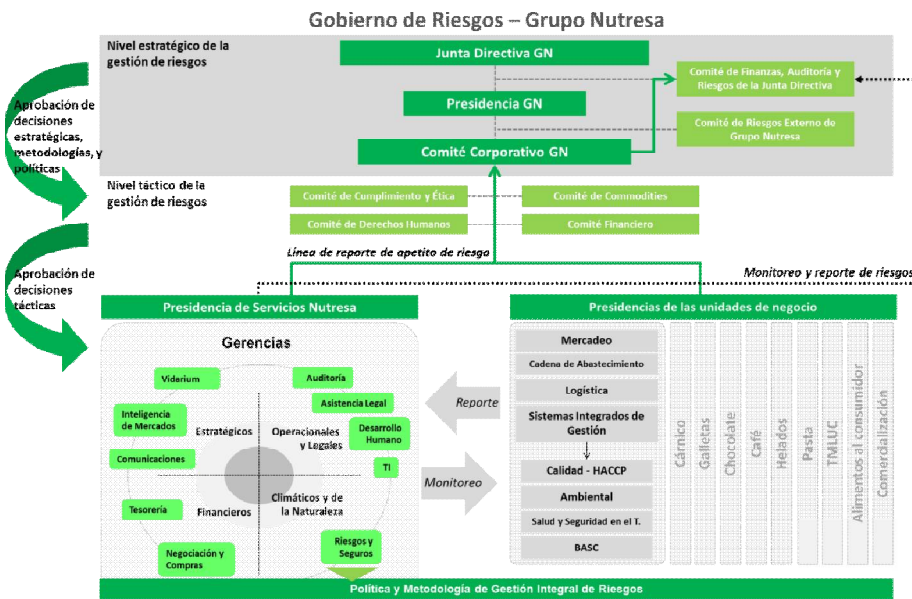 Gobierno de Riesgos – Grupo Nutresa
Nivel estratégico de la
gestión de riesgos
Junta Directiva GN
Comité de Finanzas, Auditoría y
Riesgos de la Junta Directiva
Presidencia GN
Comité de Riesgos Externo de
Grupo Nutresa
Comité Corporativo GN
Aprobación de
decisiones
estratégicas,
metodologías, y
políticas
Nivel táctico de la
gestión de riesgos
Comité de Cumplimiento y Ética
Comité de Commodities
Comité de Derechos Humanos
Comité Financiero
Línea de reporte de apetito de riesgo
Monitoreo y reporte de riesgos
Aprobación de
decisiones
tácticas
Presidencia de Servicios Nutresa
Gerencias
Vidarium
Auditoría
Asistencia Legal
Inteligencia
de Mercados
Estratégicos
Operacionales
y Legales
Desarrollo
Humano
Comunicaciones
TI
Tesorería
Financieros
Climáticos y de
la Naturaleza
Negociación y
Compras
Riesgos y
Seguros
Reporte
Monitoreo
Presidencias de las unidades de negocio
Mercadeo
Cadena de Abastecimiento
Logística
Sistemas Integrados de
Gestión
Calidad - HACCP
Ambiental
Salud y Seguridad en el T.
BASC
Cárnico
Galletas
Chocolate
Café
Helados
Pasta
TMLUC
Alimentos al consumidor
Comerdialización
Política y Metodología de Gestión Integral de Riesgos